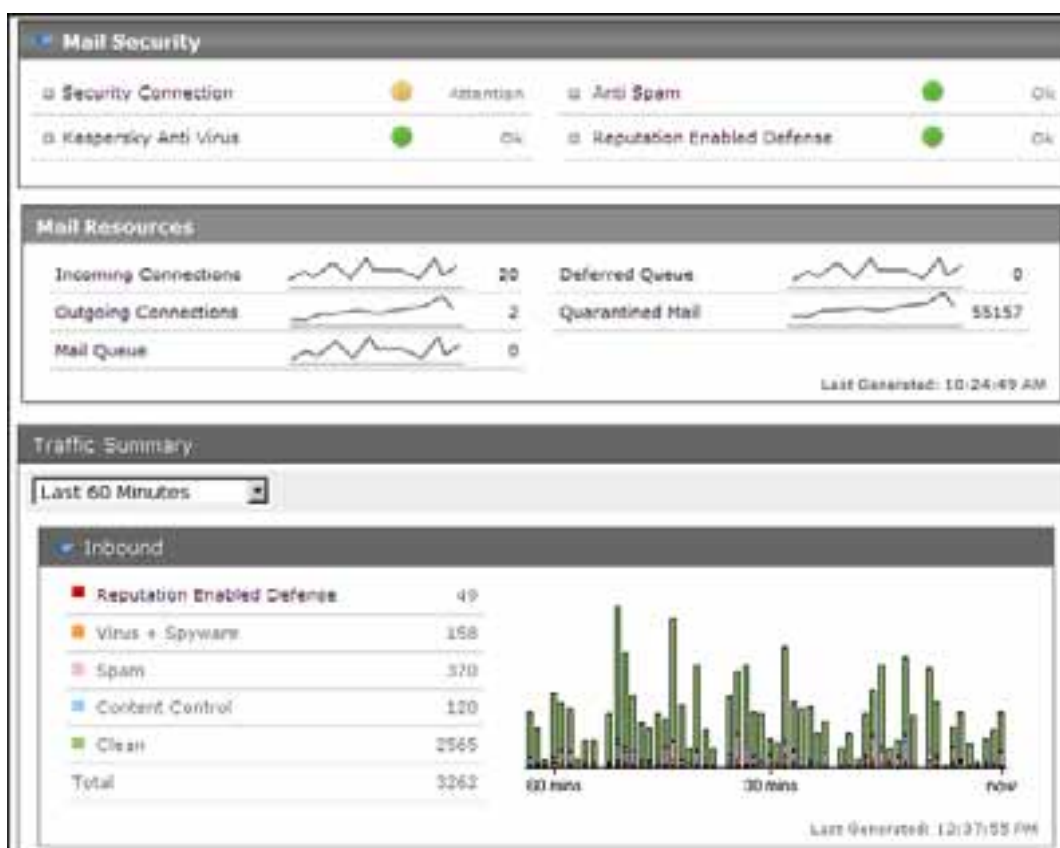 Mail Security
Security Connection Attention Anti Spam Ok
Kaspersky Anti Virus Ok Reputation Enabled Defense Ok
Mail Resources
Incoming Connections 20 Deferred Queue 0
Outgoing Connections 2 Quarantined Mail 55157
Mail Queue 0
Last Generated: 10:24:49 AM
Traffic Summary
Last 60 Minutes
Inbound
Reputation Enabled Defense 49
Virus + Spyware 158
Spam 370
Content Control 120
Clean 2565
Total 3262
60 mins 30 mins now
Last Generated: 12:37:55 PM